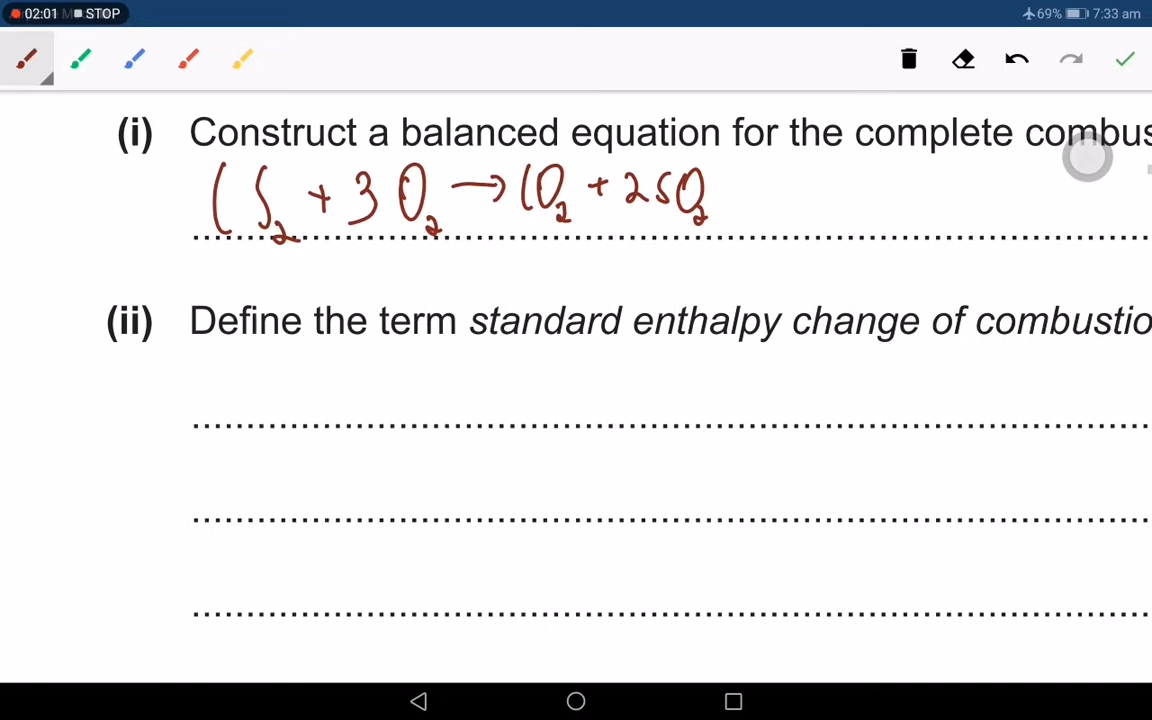 02:01 STOP 69% 7:33 am
(i) Construct a balanced equation for the complete combus
CS₂ + 3O₂ → CO₂ + 2SO₂
(ii) Define the term standard enthalpy change of combustio